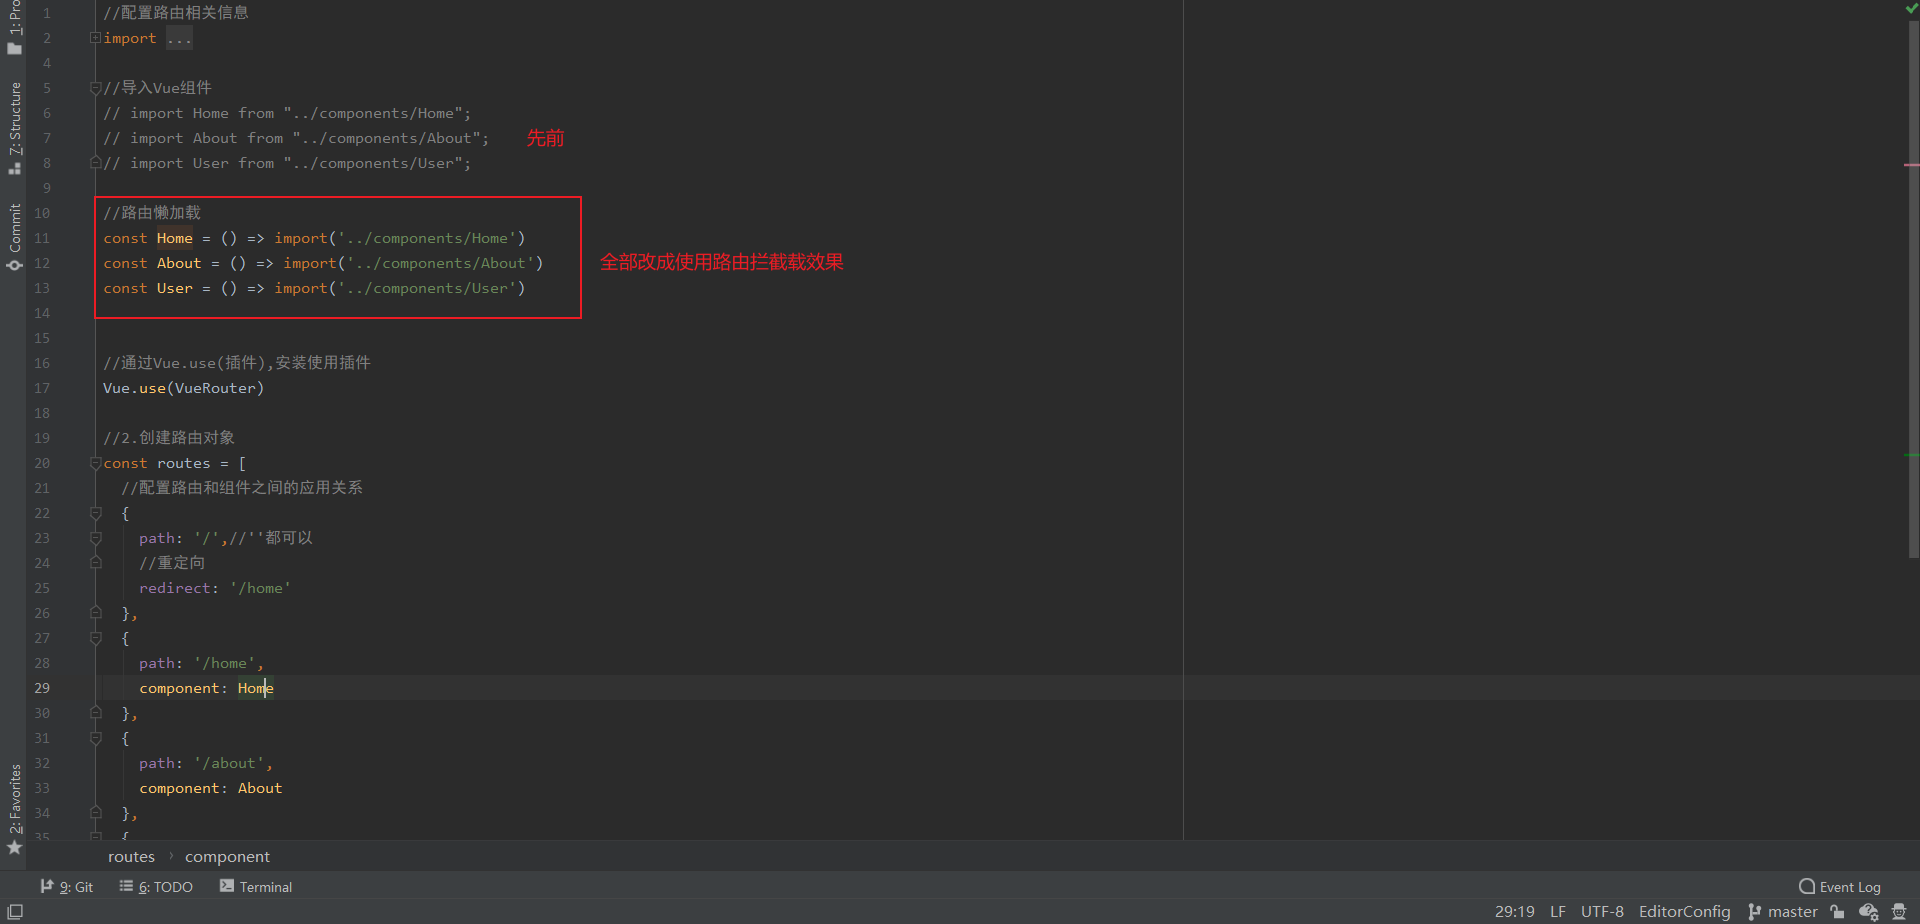 1: Pro
7: Structure
Commit
2: Favorites
1 //配置路由相关信息
2 import ...
4
5 //导入Vue组件
6 // import Home from "../components/Home";
7 // import About from "../components/About"; 先前
8 // import User from "../components/User";
9
10 //路由懒加载
11 const Home = () => import('../components/Home')
12 const About = () => import('../components/About') 全部改成使用路由拦截载效果
13 const User = () => import('../components/User')
14
15
16 //通过Vue.use(插件),安装使用插件
17 Vue.use(VueRouter)
18
19 //2.创建路由对象
20 const routes = [
21 //配置路由和组件之间的应用关系
22 {
23 path: '/',//''都可以
24 //重定向
25 redirect: '/home'
26 },
27 {
28 path: '/home',
29 component: Home
30 },
31 {
32 path: '/about',
33 component: About
34 },
35 {
routes › component
9: Git 6: TODO Terminal Event Log
29:19 LF UTF-8 EditorConfig master